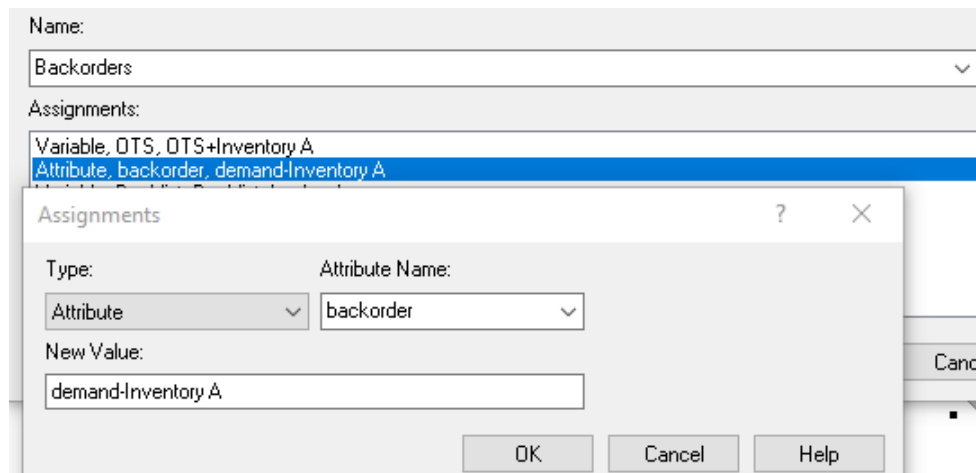 Name:
Backorders
Assignments:
Variable, OTS, OTS+Inventory A
Attribute, backorder, demand-Inventory A
Assignments ?
Type: Attribute Name:
Attribute backorder
New Value:
demand-Inventory A
Canc
OK Cancel Help